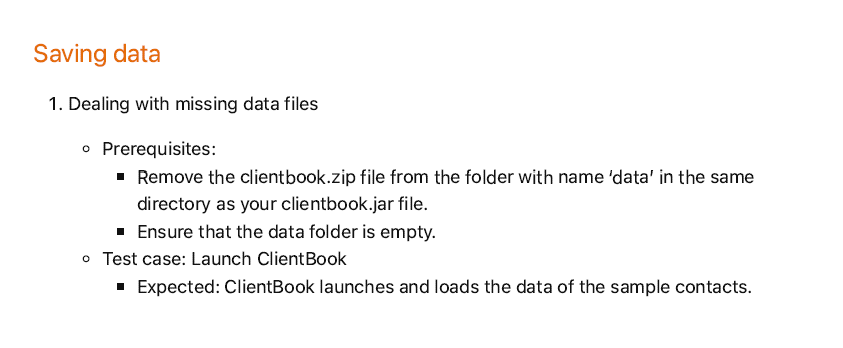 Saving data
1. Dealing with missing data files
Prerequisites:
Remove the clientbook.zip file from the folder with name ‘data’ in the same
directory as your clientbook.jar file.
Ensure that the data folder is empty.
Test case: Launch ClientBook
Expected: ClientBook launches and loads the data of the sample contacts.